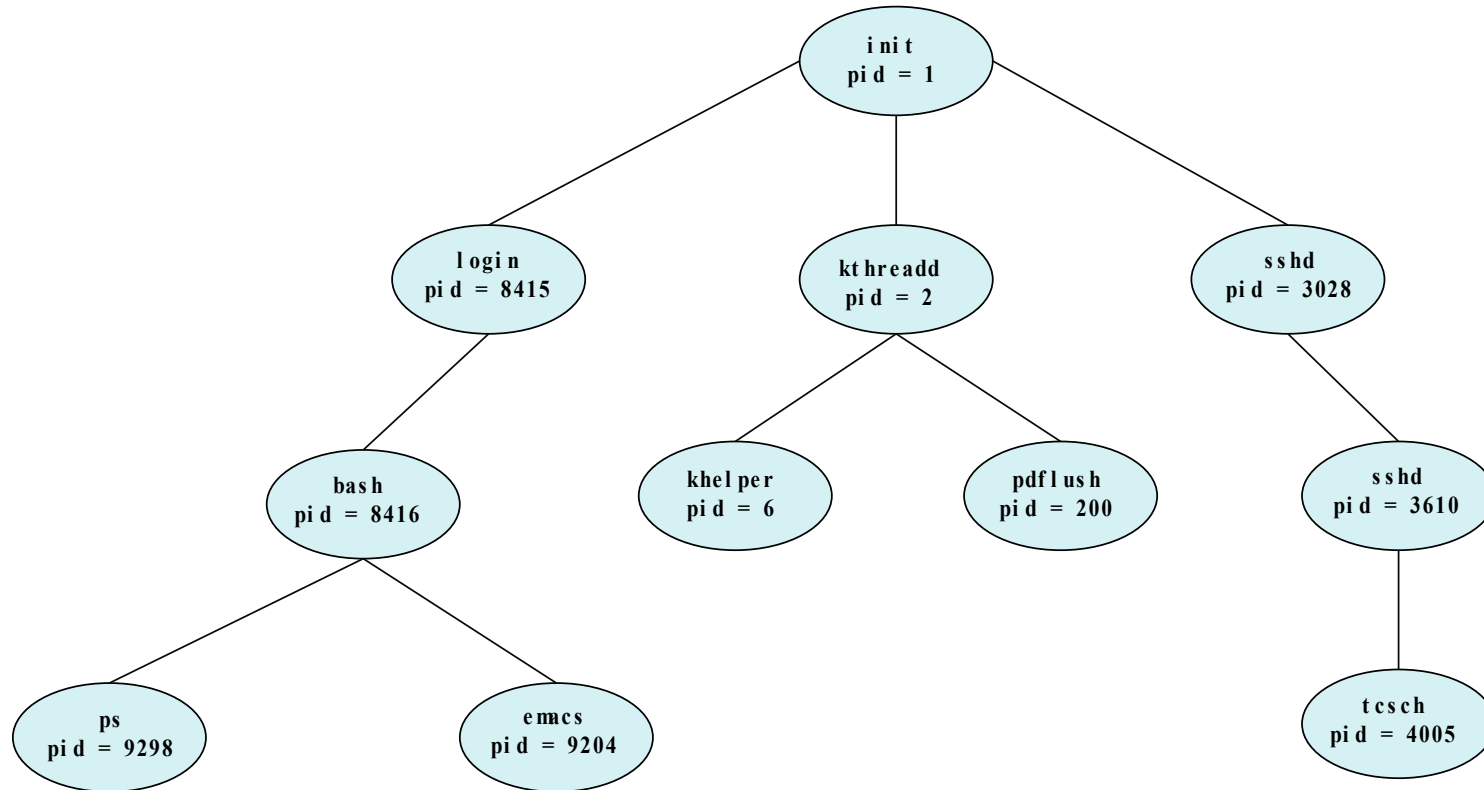 init
pid = 1
login
pid = 8415
kthreadd
pid = 2
sshd
pid = 3028
bash
pid = 8416
khelper
pid = 6
pdflush
pid = 200
sshd
pid = 3610
ps
pid = 9298
emacs
pid = 9204
tcsch
pid = 4005